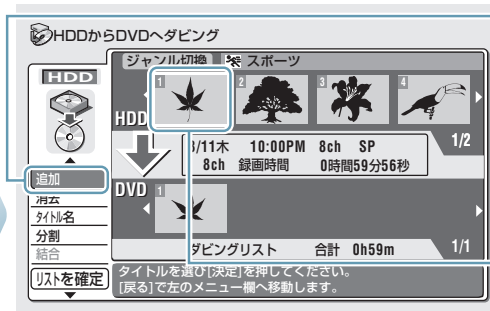 HDDからDVDへダビング
ジャンル切換 スポーツ
HDD
1 2 3 4
HDD
/11木 10:00PM 8ch SP
1/2
8ch 録画時間 0時間59分56秒
追加
消去
タイトル名
分割
結合
リストを確定
DVD 1
ダビングリスト 合計 0h59m
1/1
タイトルを選び[決定]を押してください。
[戻る]で左のメニュー欄へ移動します。